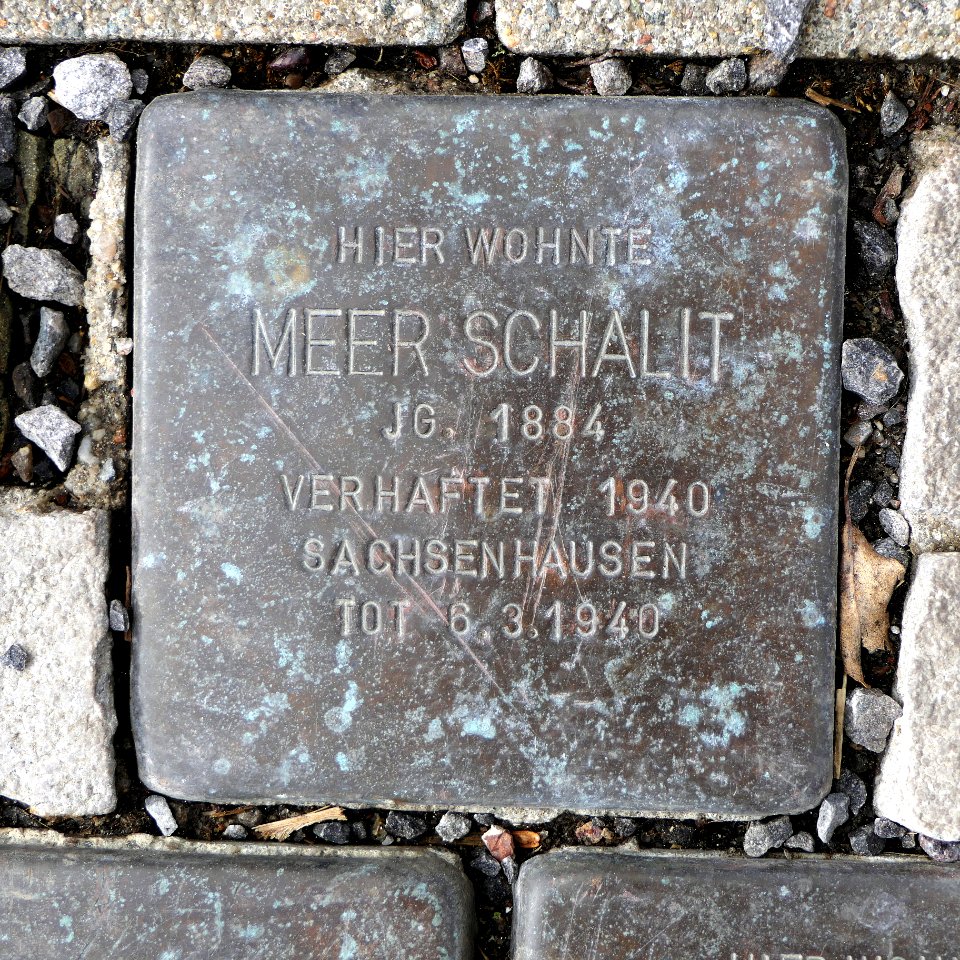 HIER WOHNTE
MEER SCHALIT
JG. 1884
VERHAFTET 1940
SACHSENHAUSEN
TOT 6.3.1940